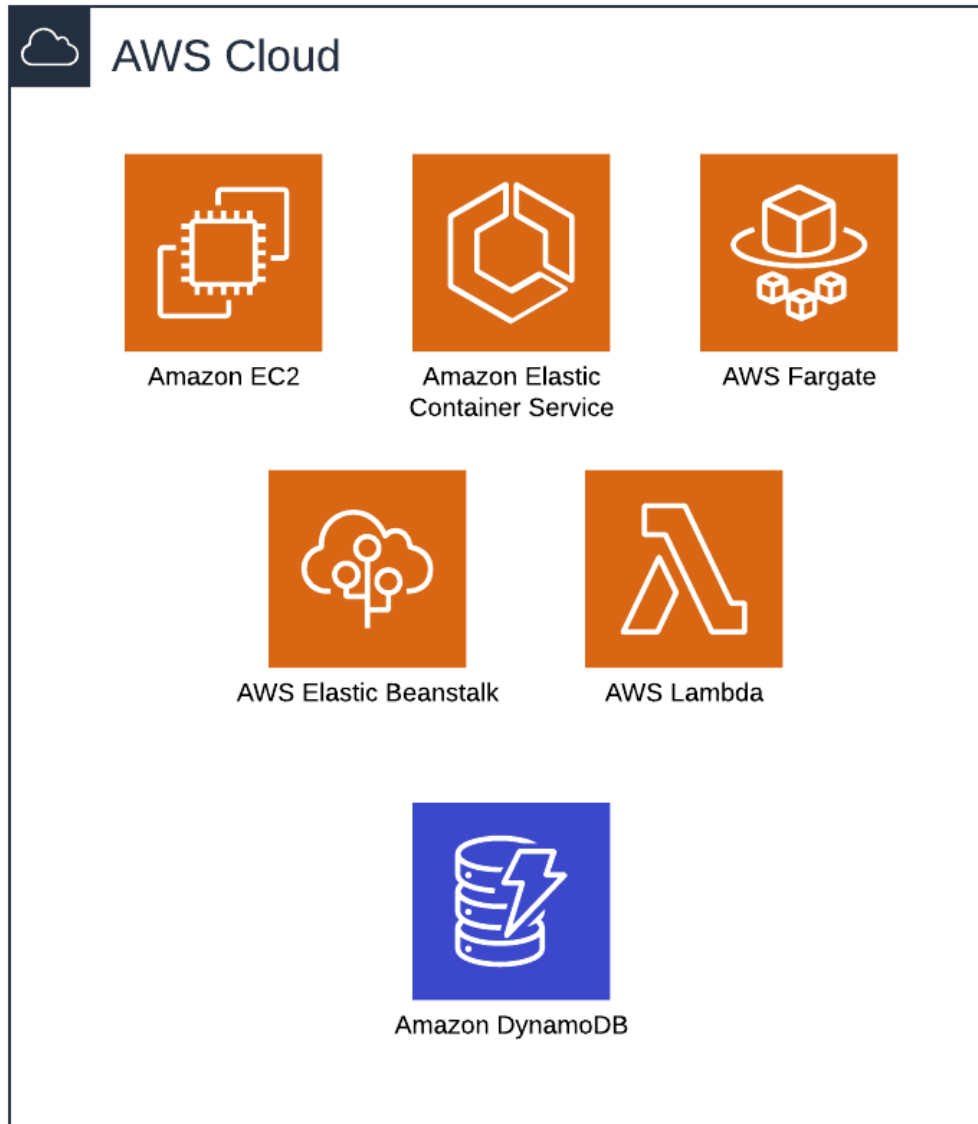 AWS Cloud
Amazon EC2
Amazon Elastic
Container Service
AWS Fargate
AWS Elastic Beanstalk
AWS Lambda
Amazon DynamoDB